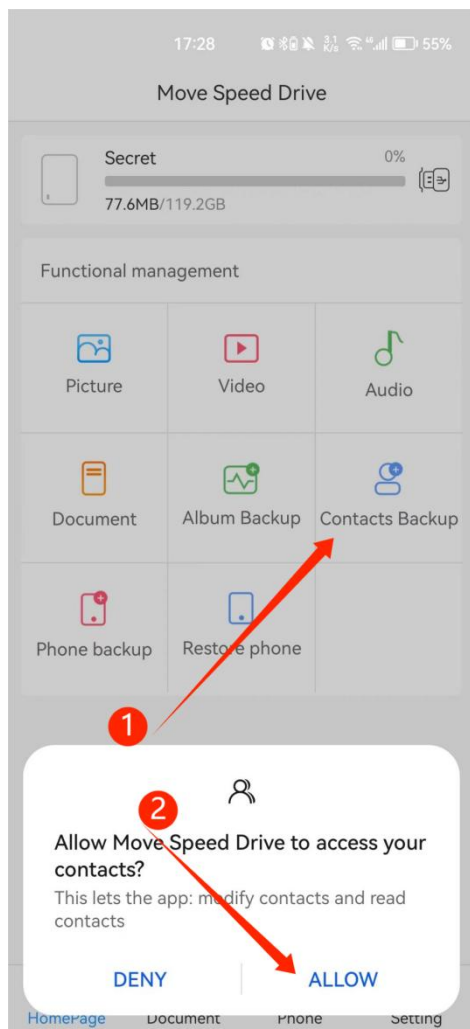 17:28 3.1 K/s 55%
Move Speed Drive
Secret 0%
77.6MB/119.2GB
Functional management
Picture Video Audio
Document Album Backup Contacts Backup
Phone backup Restore phone
1
2
Allow Move Speed Drive to access your
contacts?
This lets the app: modify contacts and read
contacts
DENY ALLOW
HomePage Document Phone Setting